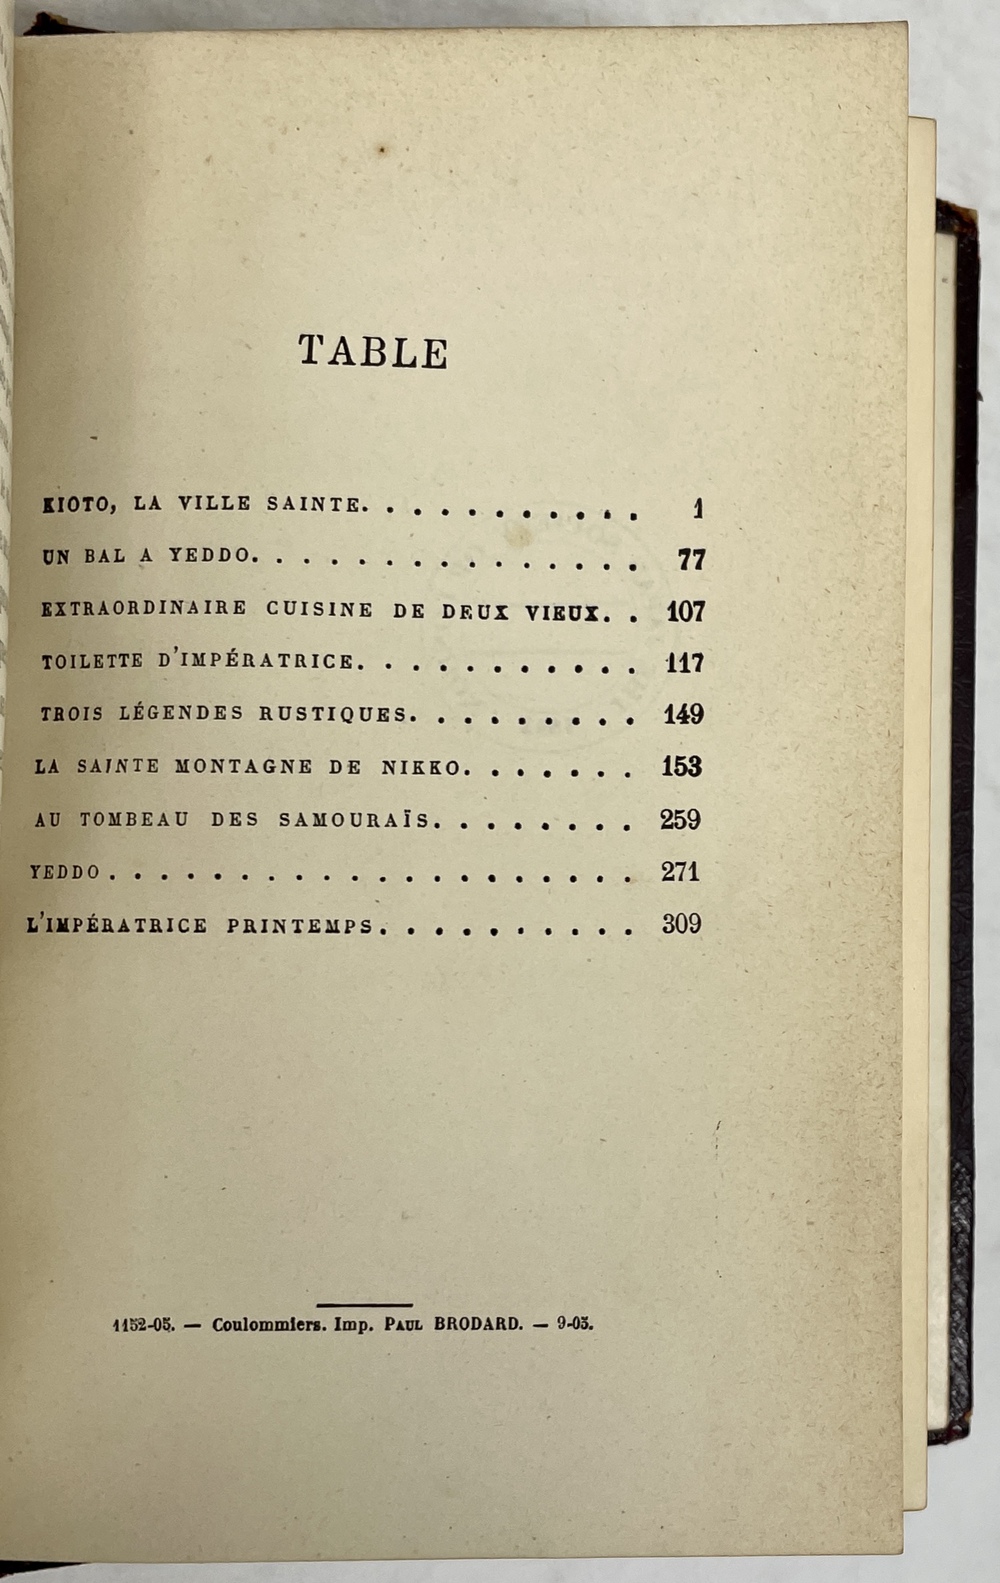 TABLE
KIOTO, LA VILLE SAINTE. . . . . . . . . . . 1
UN BAL A YEDDO. . . . . . . . . . . . . . . 77
EXTRAORDINAIRE CUISINE DE DEUX VIEUX. . 107
TOILETTE D'IMPÉRATRICE. . . . . . . . . . . 117
TROIS LÉGENDES RUSTIQUES. . . . . . . . . 149
LA SAINTE MONTAGNE DE NIKKO. . . . . . . 153
AU TOMBEAU DES SAMOURAÏS. . . . . . . . 259
YEDDO . . . . . . . . . . . . . . . . . . . . 271
L'IMPÉRATRICE PRINTEMPS. . . . . . . . . . 309
1152-05. — Coulommiers. Imp. PAUL BRODARD. — 9-05.